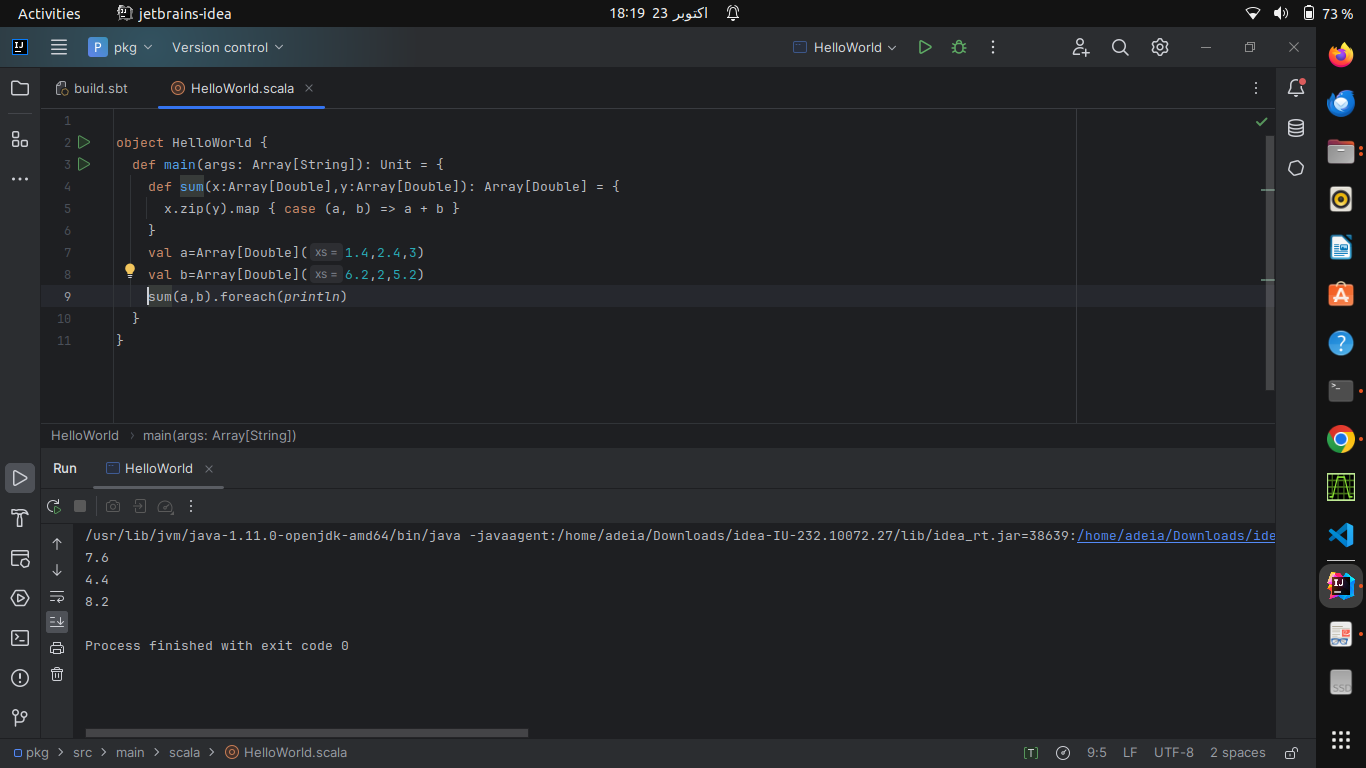 Activities jetbrains-idea 18:19 23 اکتوبر 73 %
P pkg Version control HelloWorld
build.sbt HelloWorld.scala
1
2 object HelloWorld {
3 def main(args: Array[String]): Unit = {
4 def sum(x:Array[Double],y:Array[Double]): Array[Double] = {
5 x.zip(y).map { case (a, b) => a + b }
6 }
7 val a=Array[Double]( xs = 1.4,2.4,3)
8 val b=Array[Double]( xs = 6.2,2,5.2)
9 sum(a,b).foreach(println)
10 }
11 }
HelloWorld › main(args: Array[String])
Run HelloWorld
/usr/lib/jvm/java-1.11.0-openjdk-amd64/bin/java -javaagent:/home/adeia/Downloads/idea-IU-232.10072.27/lib/idea_rt.jar=38639:/home/adeia/Downloads/ide
7.6
4.4
8.2
Process finished with exit code 0
pkg > src > main > scala > HelloWorld.scala [T] 9:5 LF UTF-8 2 spaces
SSD